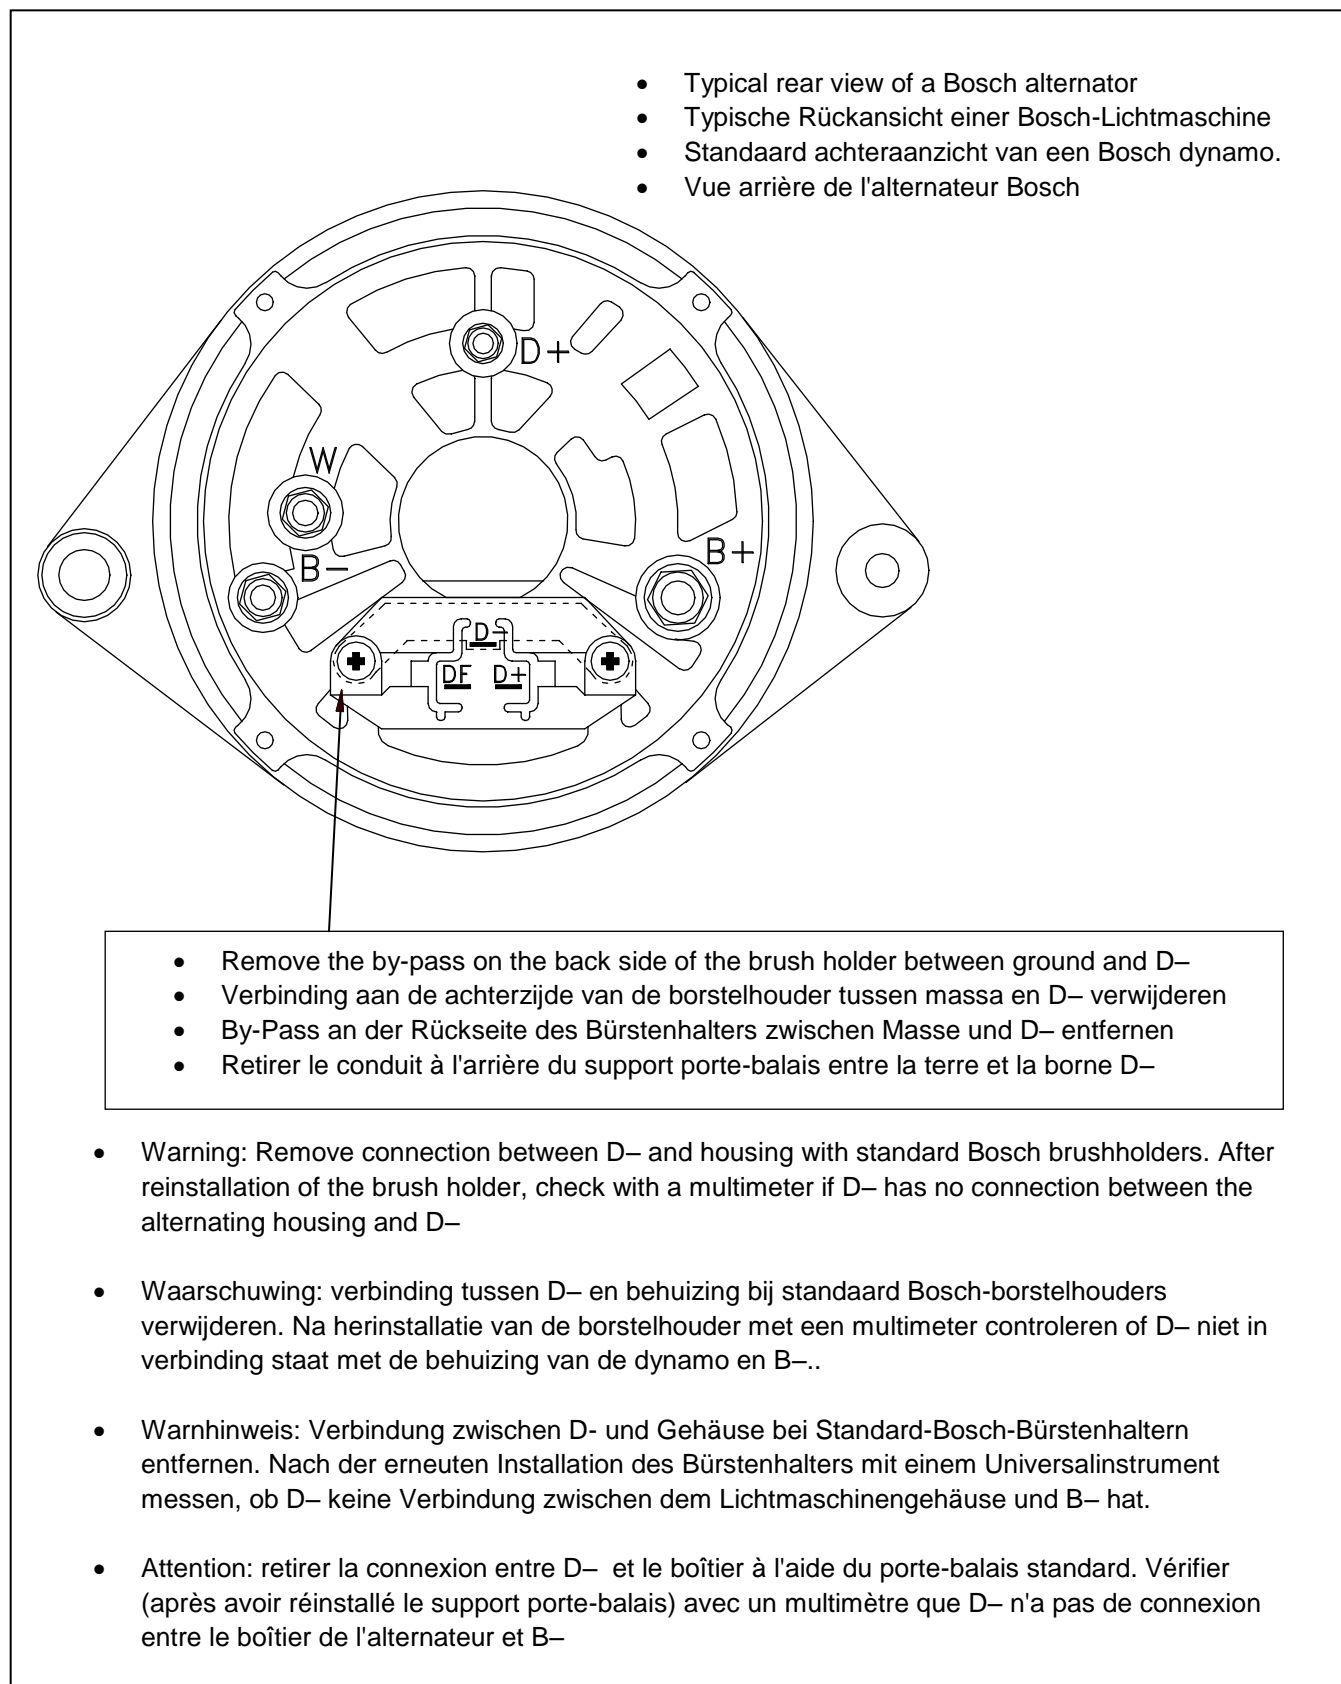 • Typical rear view of a Bosch alternator
• Typische Rückansicht einer Bosch-Lichtmaschine
• Standaard achteraanzicht van een Bosch dynamo.
• Vue arrière de l'alternateur Bosch
D+
W
B-
B+
D-
DF D+
• Remove the by-pass on the back side of the brush holder between ground and D–
• Verbinding aan de achterzijde van de borstelhouder tussen massa en D– verwijderen
• By-Pass an der Rückseite des Bürstenhalters zwischen Masse und D– entfernen
• Retirer le conduit à l'arrière du support porte-balais entre la terre et la borne D–
• Warning: Remove connection between D– and housing with standard Bosch brushholders. After
reinstallation of the brush holder, check with a multimeter if D– has no connection between the
alternating housing and D–
• Waarschuwing: verbinding tussen D– en behuizing bij standaard Bosch-borstelhouders
verwijderen. Na herinstallatie van de borstelhouder met een multimeter controleren of D– niet in
verbinding staat met de behuizing van de dynamo en B–..
• Warnhinweis: Verbindung zwischen D- und Gehäuse bei Standard-Bosch-Bürstenhaltern
entfernen. Nach der erneuten Installation des Bürstenhalters mit einem Universalinstrument
messen, ob D– keine Verbindung zwischen dem Lichtmaschinengehäuse und B– hat.
• Attention: retirer la connexion entre D–  et le boîtier à l'aide du porte-balais standard. Vérifier
(après avoir réinstallé le support porte-balais) avec un multimètre que D– n'a pas de connexion
entre le boîtier de l'alternateur et B–